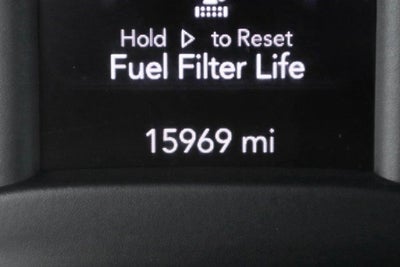 Hold ▷ to Reset
Fuel Filter Life
15969 mi